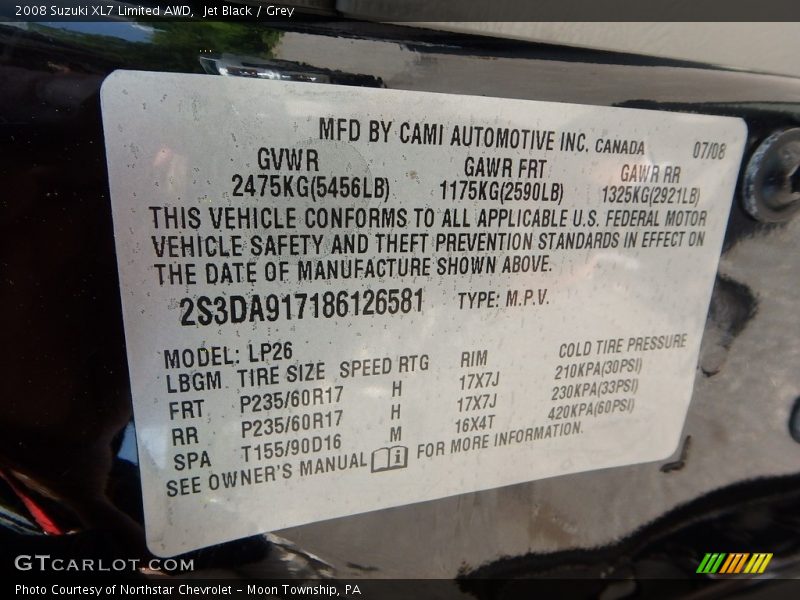 2008 Suzuki XL7 Limited AWD, Jet Black / Grey
MFD BY CAMI AUTOMOTIVE INC. CANADA 07/08
GVWR GAWR FRT GAWR RR
2475KG(5456LB) 1175KG(2590LB) 1325KG(2921LB)
THIS VEHICLE CONFORMS TO ALL APPLICABLE U.S. FEDERAL MOTOR
VEHICLE SAFETY AND THEFT PREVENTION STANDARDS IN EFFECT ON
THE DATE OF MANUFACTURE SHOWN ABOVE.
2S3DA917186126581 TYPE: M.P.V.
MODEL: LP26
LBGM TIRE SIZE SPEED RTG RIM COLD TIRE PRESSURE
FRT P235/60R17 H 17X7J 210KPA(30PSI)
RR P235/60R17 H 17X7J 230KPA(33PSI)
SPA T155/90D16 M 16X4T 420KPA(60PSI)
SEE OWNER'S MANUAL i FOR MORE INFORMATION.
GTCARLOT.COM
Photo Courtesy of Northstar Chevrolet - Moon Township, PA